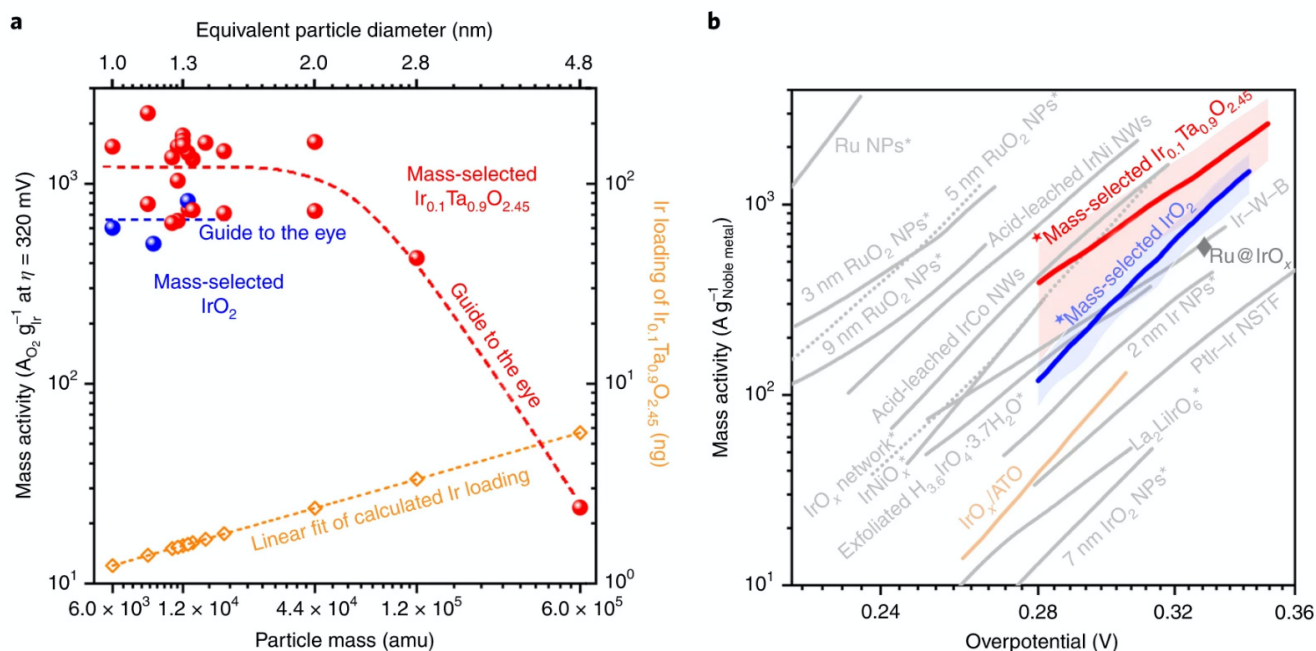 a
Equivalent particle diameter (nm)
1.0 1.3 2.0 2.8 4.8
Mass activity (A_O₂ g⁻¹_Ir at η = 320 mV)
10³
10²
10¹
Mass-selected
Ir₀.₁Ta₀.₉O₂.₄₅
Guide to the eye
Mass-selected
IrO₂
Guide to the eye
Linear fit of calculated Ir loading
10²
10¹
10⁰
Ir loading of Ir₀.₁Ta₀.₉O₂.₄₅ (ng)
6.0 × 10³ 1.2 × 10⁴ 4.4 × 10⁴ 1.2 × 10⁵ 6.0 × 10⁵
Particle mass (amu)
b
Mass activity (A g⁻¹_Noble metal)
10³
10²
10¹
Ru NPs*
3 nm RuO₂ NPs*
5 nm RuO₂ NPs*
9 nm RuO₂ NPs*
Acid-leached IrNi NWs
*Mass-selected Ir₀.₁Ta₀.₉O₂.₄₅
*Mass-selected IrO₂
Ir–W–B
Ru@IrOₓ
Acid-leached IrCo NWs
2 nm Ir NPs*
PtIr–Ir NSTF
IrOₓ network*
IrNiOₓ*
Exfoliated H₃.₆IrO₄·3.7H₂O*
IrOₓ/ATO
La₂LiIrO₆*
7 nm IrO₂ NPs*
0.24 0.28 0.32 0.36
Overpotential (V)